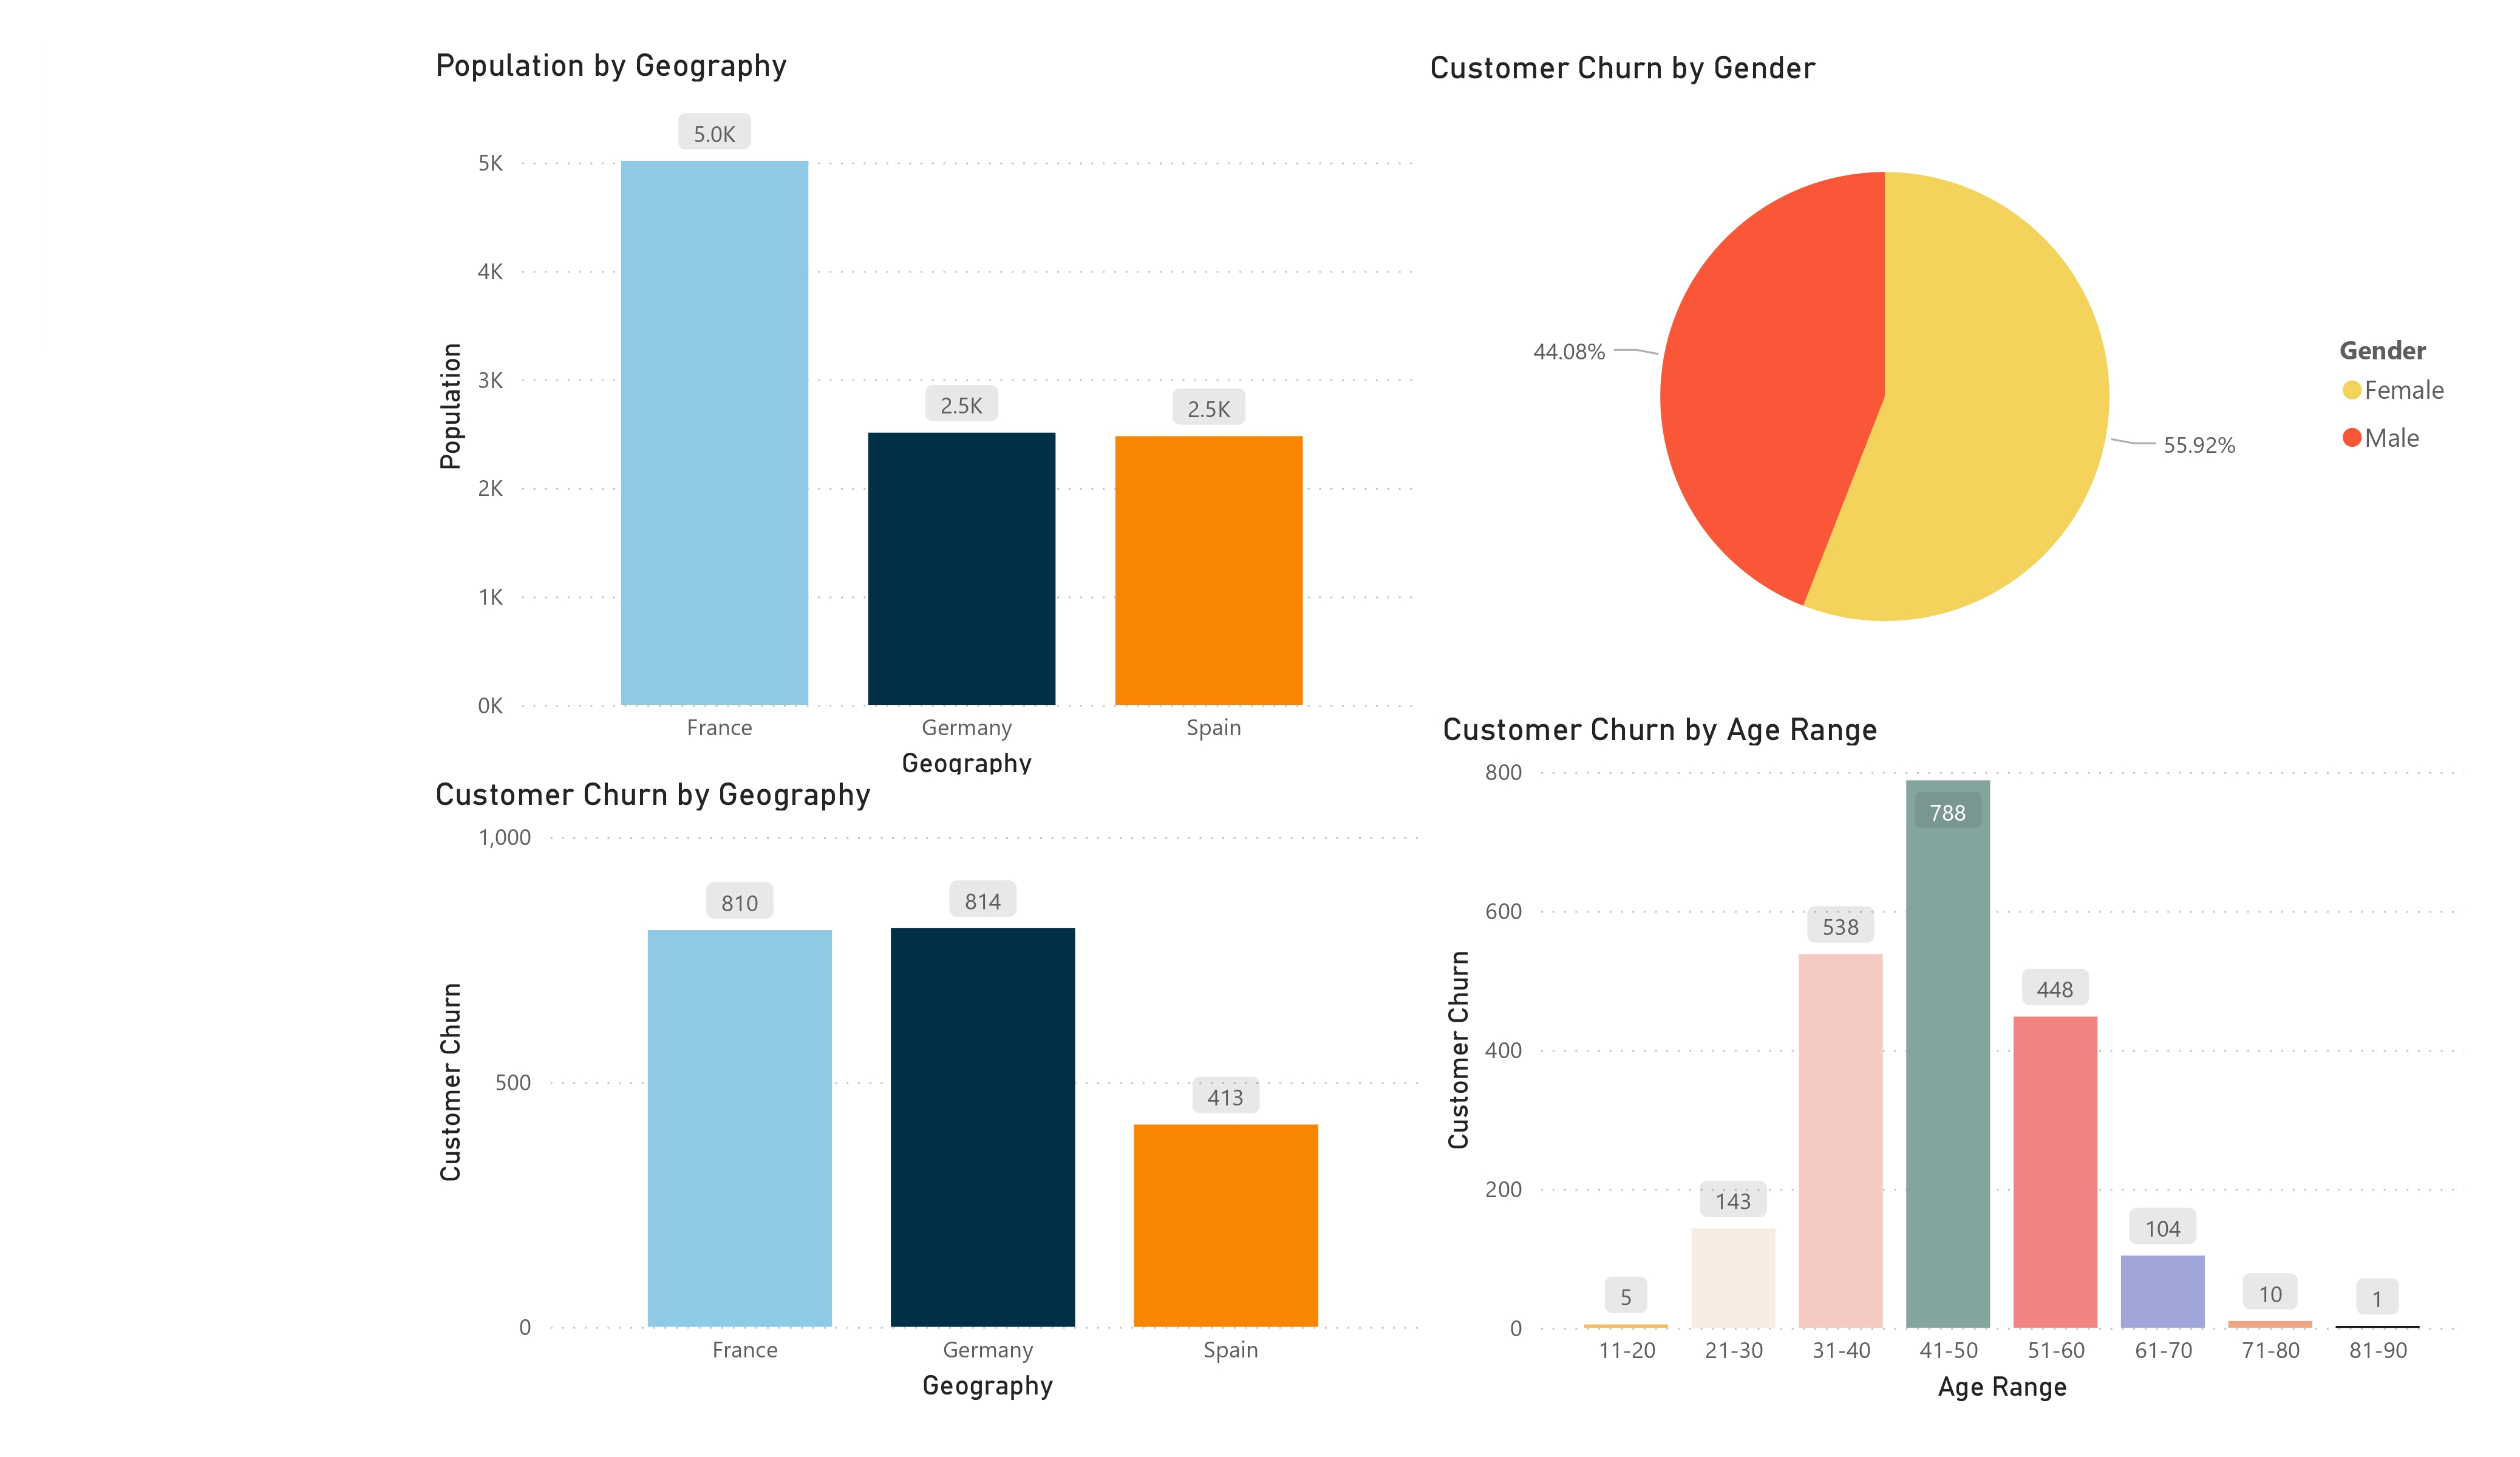 Population by Geography
5.0K
5K
4K
3K
2.5K
2.5K
2K
1K
0K
Population
France
Germany
Spain
Geography
Customer Churn by Gender
44.08%
55.92%
Gender
Female
Male
Customer Churn by Geography
1,000
810
814
500
413
0
Customer Churn
France
Germany
Spain
Geography
Customer Churn by Age Range
800
788
600
538
448
400
200
143
104
5
10
1
0
Customer Churn
11-20
21-30
31-40
41-50
51-60
61-70
71-80
81-90
Age Range